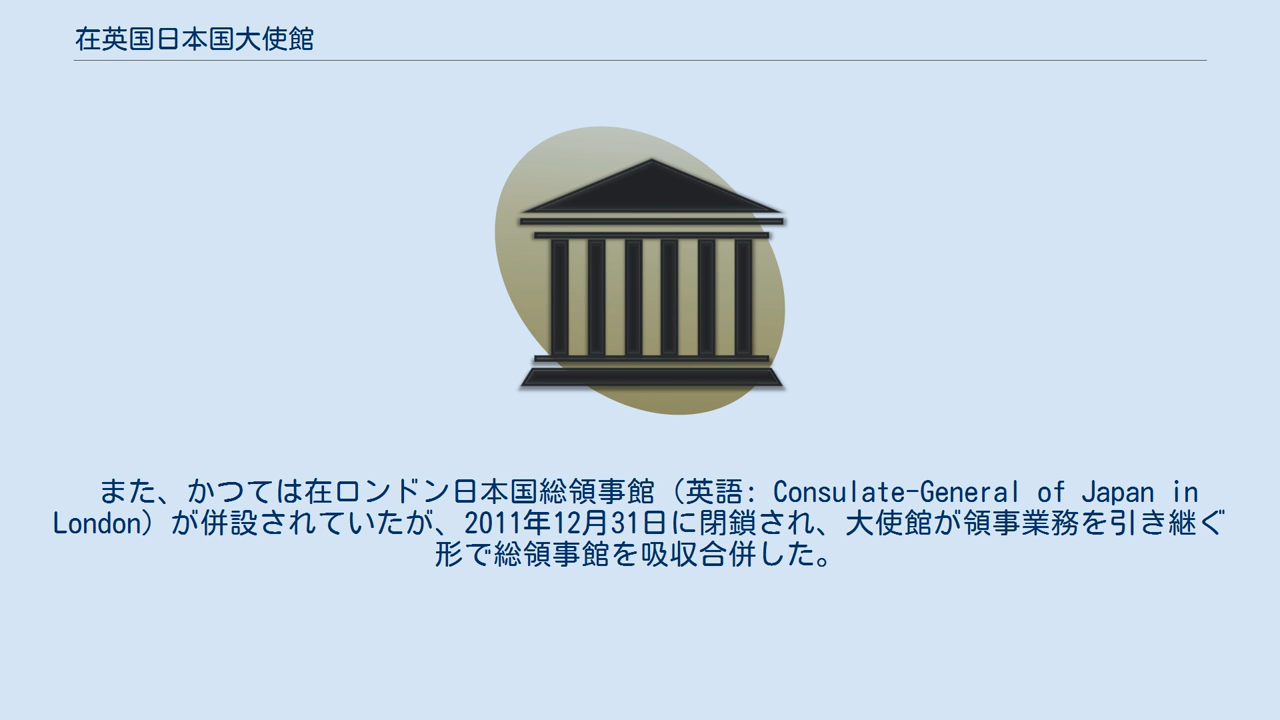 在英国日本国大使館
また、かつては在ロンドン日本国総領事館（英語: Consulate-General of Japan in
London）が併設されていたが、2011年12月31日に閉鎖され、大使館が領事業務を引き継ぐ
形で総領事館を吸収合併した。